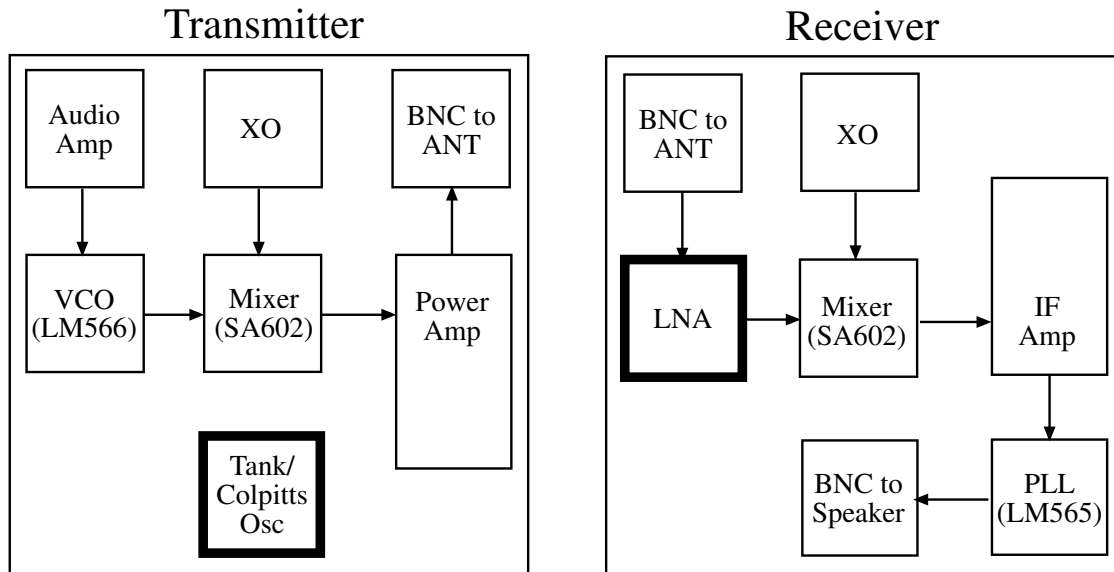 Transmitter
Audio
Amp
XO
BNC to
ANT
VCO
(LM566)
Mixer
(SA602)
Power
Amp
Tank/
Colpitts
Osc
Receiver
BNC to
ANT
XO
LNA
Mixer
(SA602)
IF
Amp
BNC to
Speaker
PLL
(LM565)